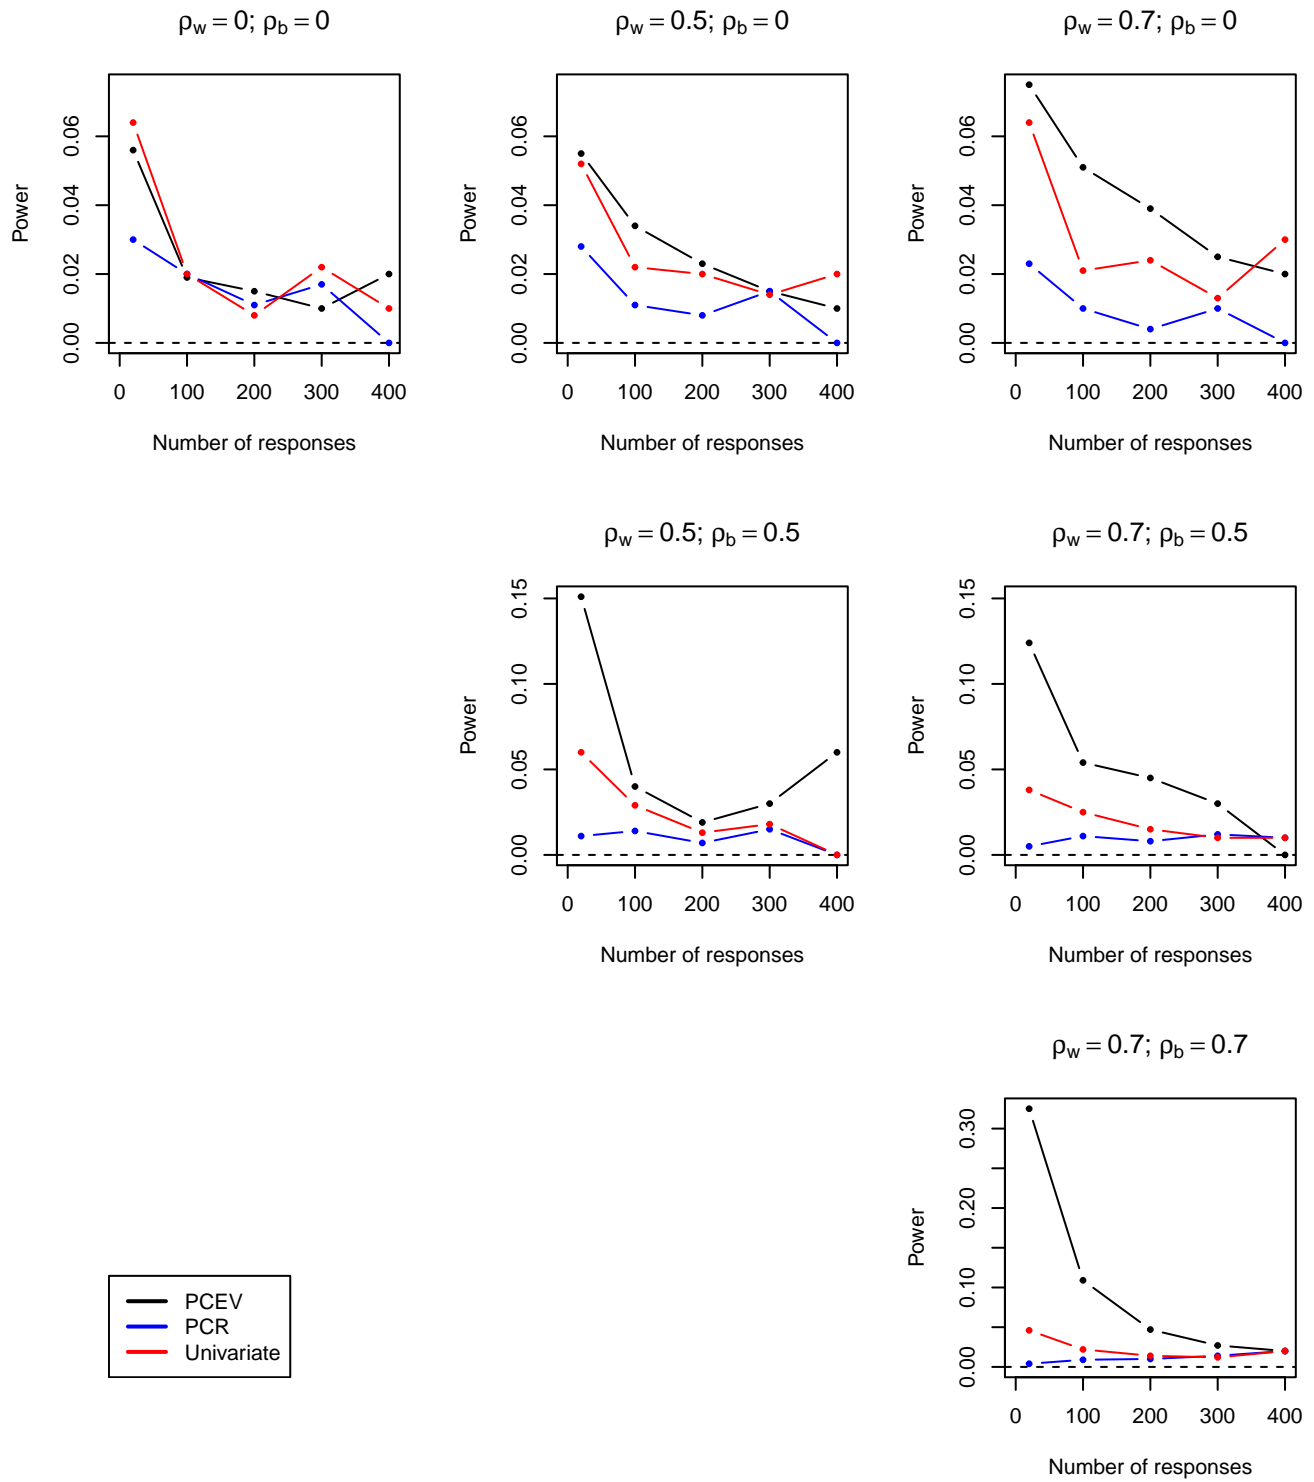 ρw = 0; ρb = 0
ρw = 0.5; ρb = 0
ρw = 0.7; ρb = 0
Power
0.00 0.02 0.04 0.06
0 100 200 300 400
Number of responses
Power
0.00 0.02 0.04 0.06
0 100 200 300 400
Number of responses
Power
0.00 0.02 0.04 0.06
0 100 200 300 400
Number of responses
ρw = 0.5; ρb = 0.5
ρw = 0.7; ρb = 0.5
Power
0.00 0.05 0.10 0.15
0 100 200 300 400
Number of responses
Power
0.00 0.05 0.10 0.15
0 100 200 300 400
Number of responses
ρw = 0.7; ρb = 0.7
Power
0.00 0.10 0.20 0.30
0 100 200 300 400
Number of responses
PCEV
PCR
Univariate